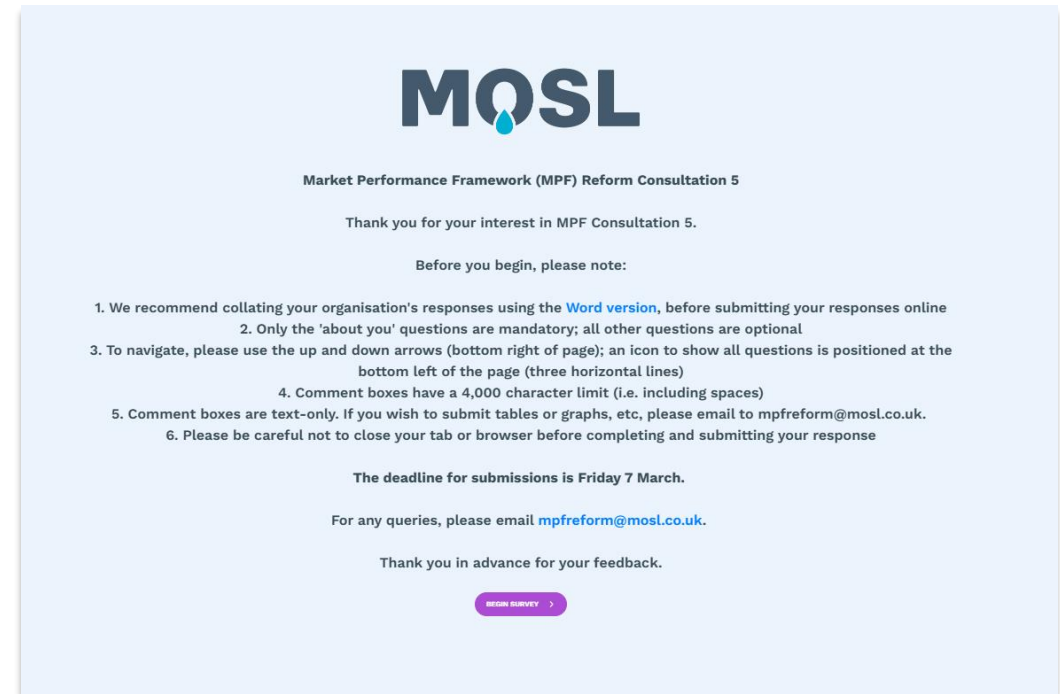 MOSL
Market Performance Framework (MPF) Reform Consultation 5
Thank you for your interest in MPF Consultation 5.
Before you begin, please note:
1. We recommend collating your organisation's responses using the Word version, before submitting your responses online
2. Only the 'about you' questions are mandatory; all other questions are optional
3. To navigate, please use the up and down arrows (bottom right of page); an icon to show all questions is positioned at the
bottom left of the page (three horizontal lines)
4. Comment boxes have a 4,000 character limit (i.e. including spaces)
5. Comment boxes are text-only. If you wish to submit tables or graphs, etc, please email to mpfreform@mosl.co.uk.
6. Please be careful not to close your tab or browser before completing and submitting your response
The deadline for submissions is Friday 7 March.
For any queries, please email mpfreform@mosl.co.uk.
Thank you in advance for your feedback.
BEGIN SURVEY